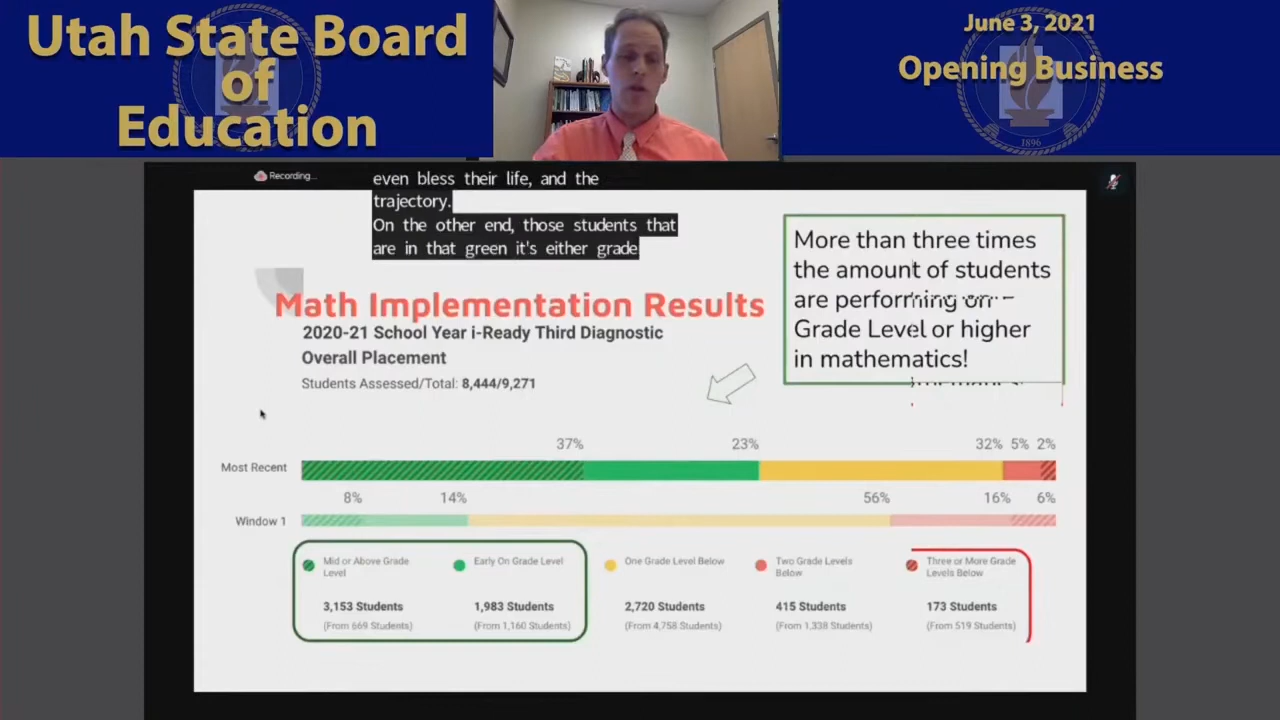 Utah State Board
of
Education
June 3, 2021
Opening Business
1896
Recording...
even bless their life, and the
trajectory.
On the other end, those students that
are in that green it's either grade
More than three times
the amount of students
are performing on
Grade Level or higher
in mathematics!
Math Implementation Results
2020-21 School Year i-Ready Third Diagnostic
Overall Placement
Students Assessed/Total: 8,444/9,271
37% 23% 32% 5% 2%
Most Recent
8% 14% 56% 16% 6%
Window 1
Mid or Above Grade
Level
3,153 Students
(From 669 Students)
Early On Grade Level
1,983 Students
(From 1,160 Students)
One Grade Level Below
2,720 Students
(From 4,758 Students)
Two Grade Levels
Below
415 Students
(From 1,338 Students)
Three or More Grade
Levels Below
173 Students
(From 519 Students)